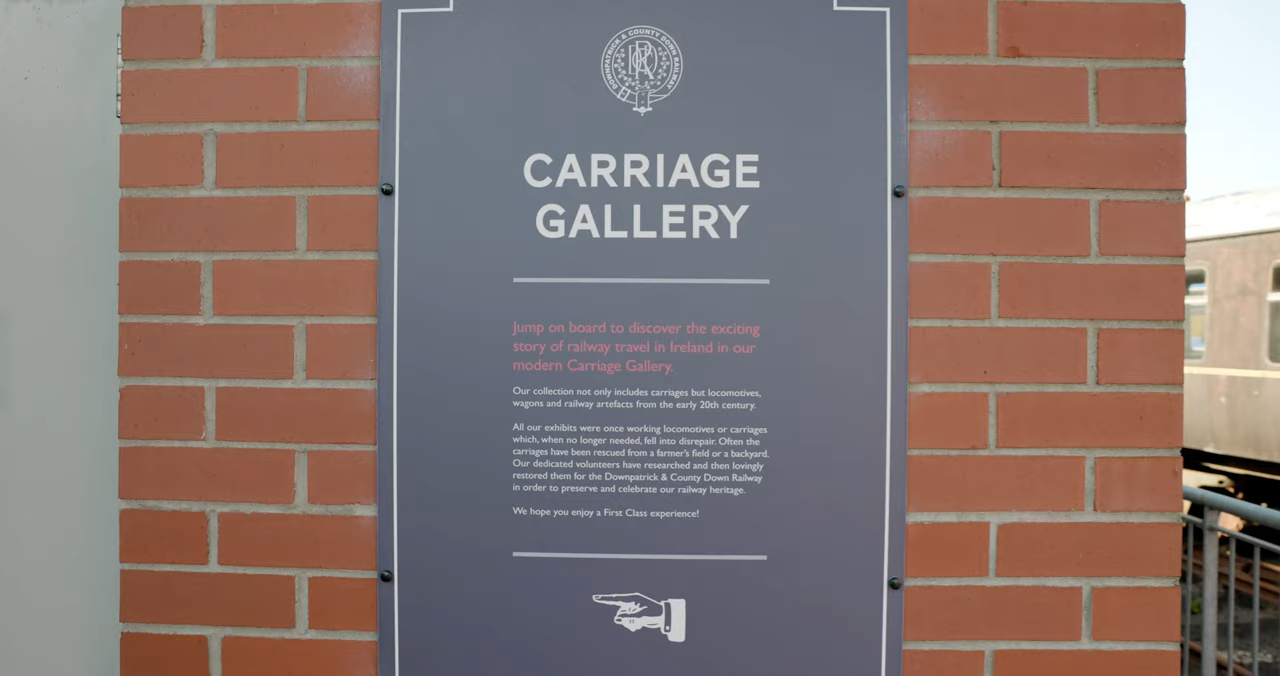 DOWNPATRICK & COUNTY DOWN RAILWAY
CARRIAGE
GALLERY
Jump on board to discover the exciting
story of railway travel in Ireland in our
modern Carriage Gallery.
Our collection not only includes carriages but locomotives,
wagons and railway artefacts from the early 20th century.
All our exhibits were once working locomotives or carriages
which, when no longer needed, fell into disrepair. Often the
carriages have been rescued from a farmer's field or a backyard.
Our dedicated volunteers have researched and then lovingly
restored them for the Downpatrick & County Down Railway
in order to preserve and celebrate our railway heritage.
We hope you enjoy a First Class experience!